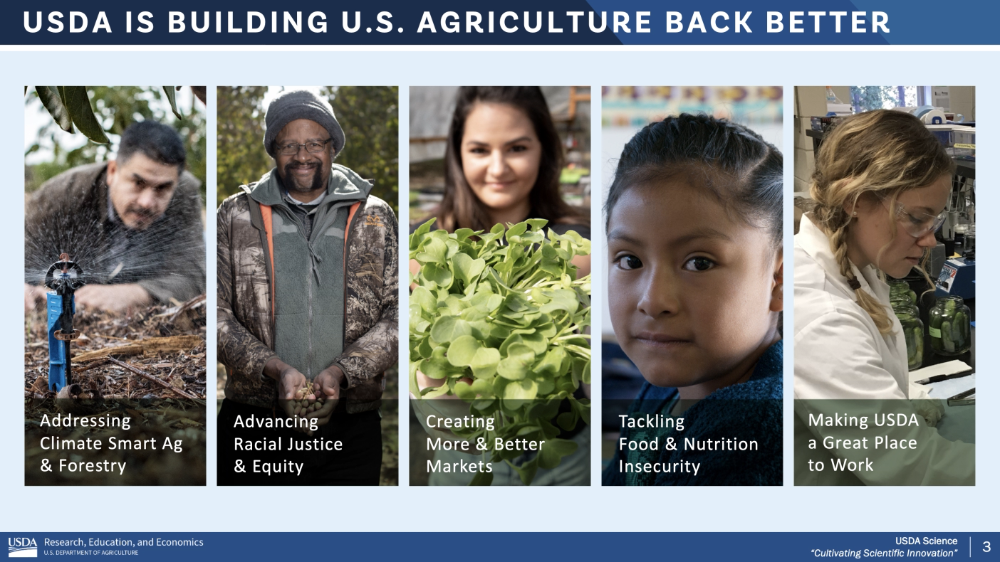 USDA IS BUILDING U.S. AGRICULTURE BACK BETTER
Addressing
Climate Smart Ag
& Forestry
Advancing
Racial Justice
& Equity
Creating
More & Better
Markets
Tackling
Food & Nutrition
Insecurity
Making USDA
a Great Place
to Work
USDA
Research, Education, and Economics
U.S. DEPARTMENT OF AGRICULTURE
USDA Science
“Cultivating Scientific Innovation”
3